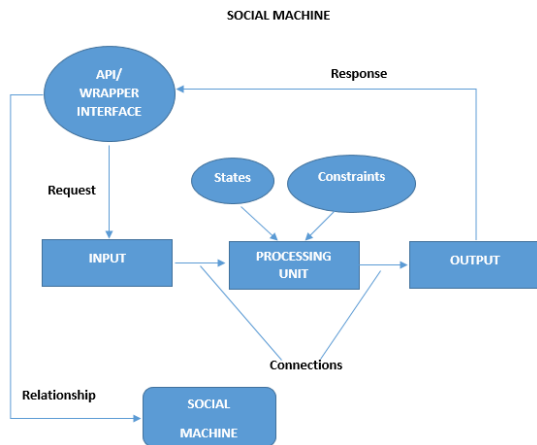 SOCIAL MACHINE
API/
WRAPPER
INTERFACE
Response
Request
States
Constraints
INPUT
PROCESSING
UNIT
OUTPUT
Connections
Relationship
SOCIAL
MACHINE